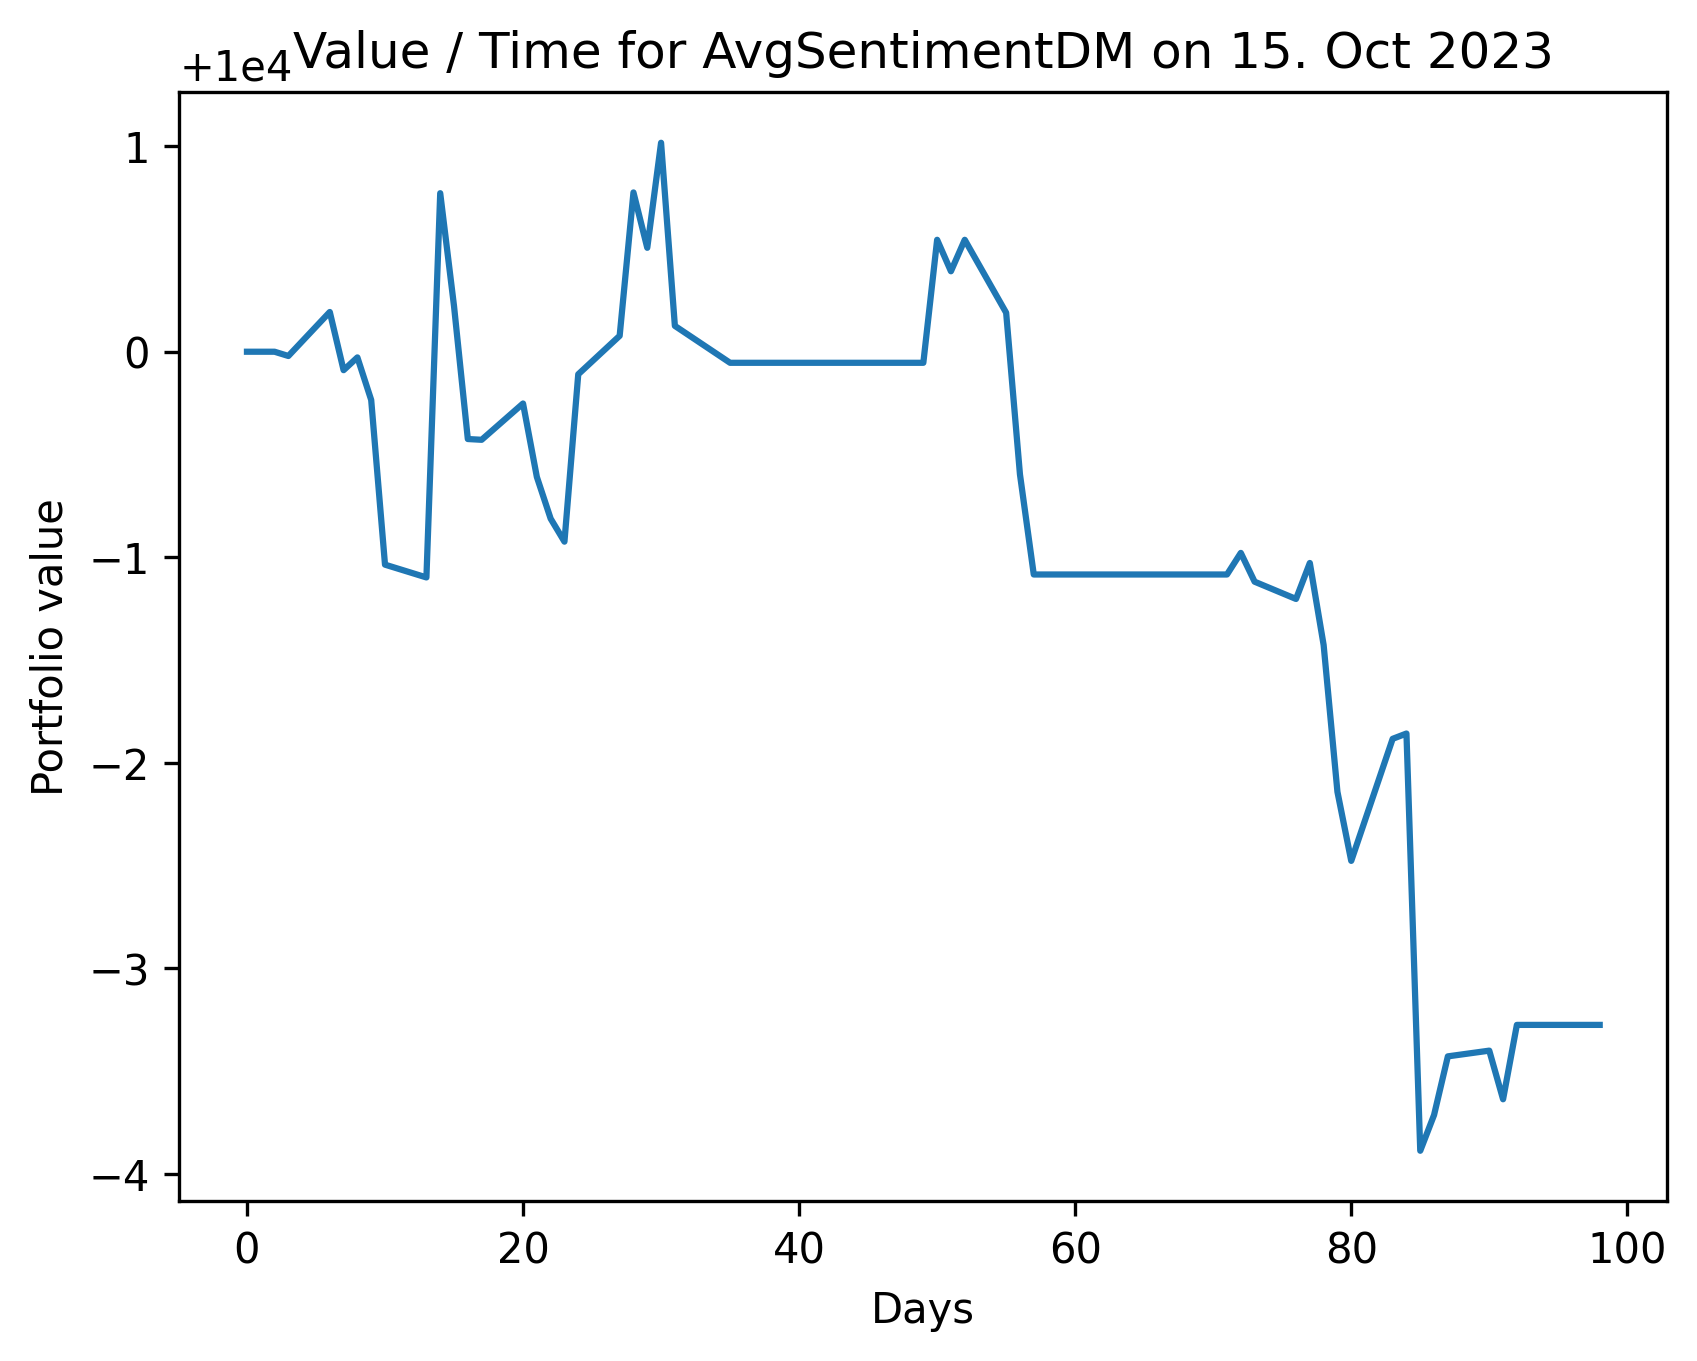 Value / Time for AvgSentimentDM on 15. Oct 2023
+1e4
1
0
−1
−2
−3
−4
Portfolio value
0 20 40 60 80 100
Days